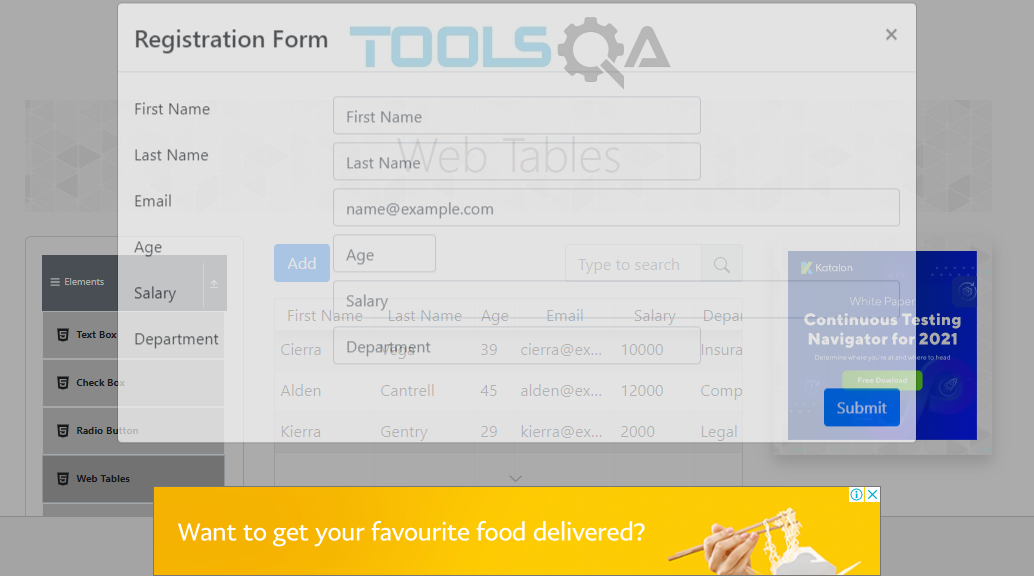 Registration Form
TOOLSQA
×
First Name
First Name
Web Tables
Last Name
Last Name
Email
name@example.com
Age
Age
Salary
Salary
Department
Department
Submit
Elements
Text Box
Check Box
Radio Button
Web Tables
Add
Type to search
First Name Last Name Age Email Salary Depar
Cierra Vega 39 cierra@ex... 10000 Insura
Alden Cantrell 45 alden@ex... 12000 Comp
Kierra Gentry 29 kierra@ex... 2000 Legal
Katalon
White Paper
Continuous Testing
Navigator for 2021
Determine where you're at and where to head
Free Dowload
Want to get your favourite food delivered?